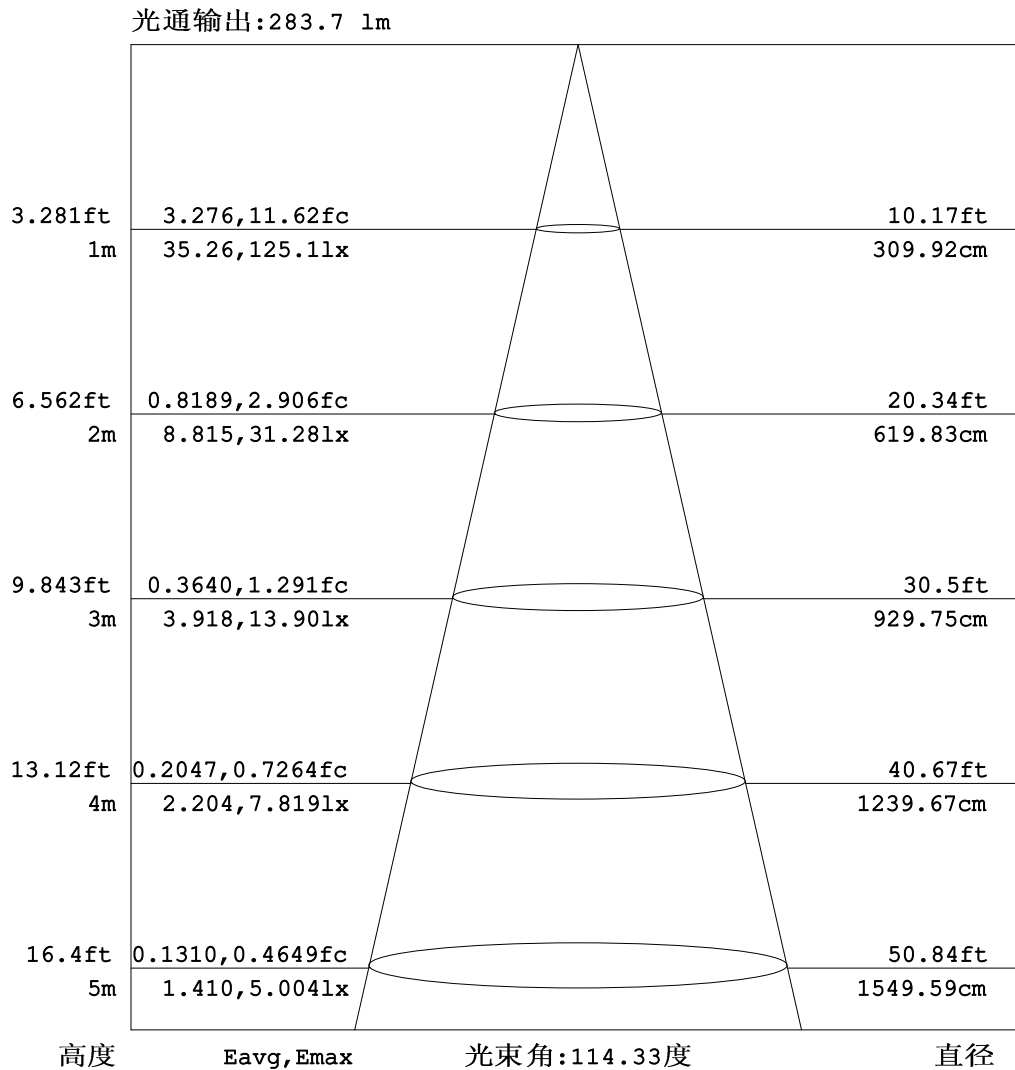 光通输出:283.7 lm
3.281ft 3.276,11.62fc 10.17ft
1m 35.26,125.1lx 309.92cm
6.562ft 0.8189,2.906fc 20.34ft
2m 8.815,31.28lx 619.83cm
9.843ft 0.3640,1.291fc 30.5ft
3m 3.918,13.90lx 929.75cm
13.12ft 0.2047,0.7264fc 40.67ft
4m 2.204,7.819lx 1239.67cm
16.4ft 0.1310,0.4649fc 50.84ft
5m 1.410,5.004lx 1549.59cm
高度 Eavg,Emax 光束角:114.33度 直径